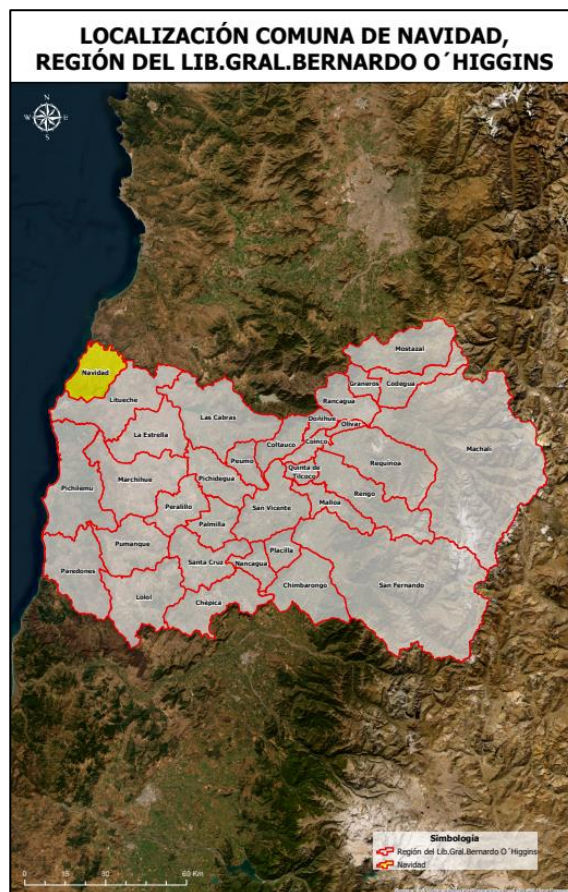 LOCALIZACIÓN COMUNA DE NAVIDAD,
REGIÓN DEL LIB.GRAL.BERNARDO O´HIGGINS
N
W E
S
Mostazal
Navidad
Graneros
Codegua
Rancagua
Litueche
Las Cabras
Doñihue
Olivar
La Estrella
Coltauco
Coinco
Machalí
Peumo
Requinoa
Quinta de
Tilcoco
Marchihue
Pichidegua
Pichilemu
Rengo
Malloa
Peralillo
San Vicente
Palmilla
Pumanque
Placilla
Santa Cruz
Nancagua
Paredones
Chimbarongo
San Fernando
Lolol
Chépica
Simbología
Región del Lib.Gral.Bernardo O´Higgins
Navidad
0 15 30 60 Km